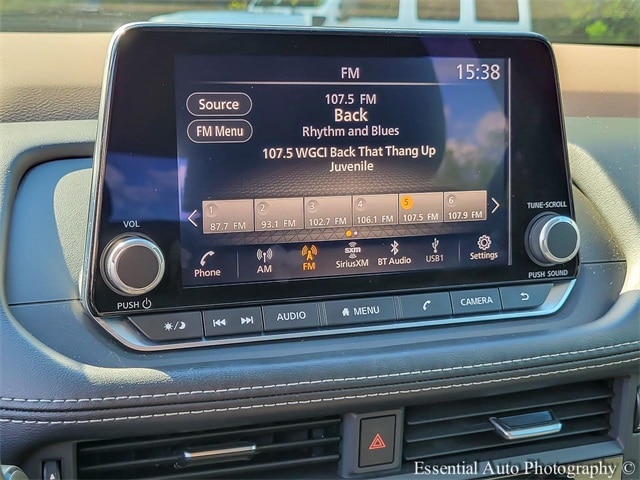 FM
15:38
Source
FM Menu
107.5 FM
Back
Rhythm and Blues
107.5 WGCI Back That Thang Up
Juvenile
1 2 3 4 5 6
87.7 FM 93.1 FM 102.7 FM 106.1 FM 107.5 FM 107.9 FM
Phone AM FM SiriusXM BT Audio USB1 Settings
sxm
VOL
PUSH
TUNE·SCROLL
PUSH SOUND
AUDIO MENU CAMERA
Essential Auto Photography©